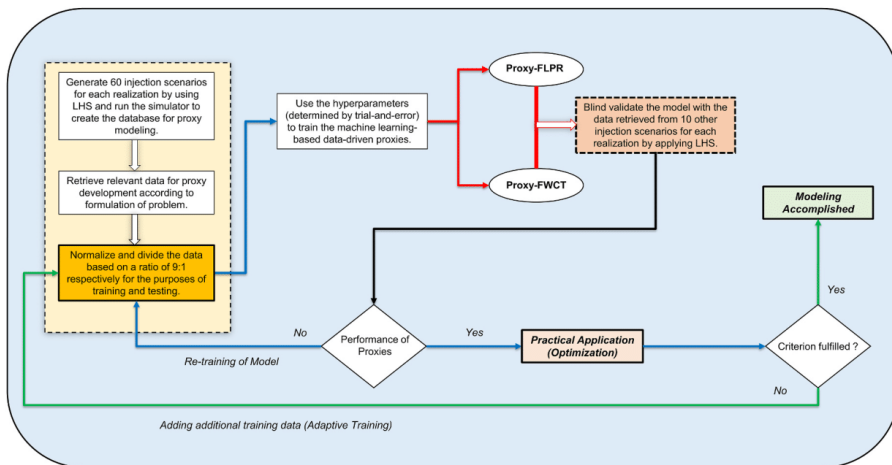 Generate 60 injection scenarios
for each realization by using
LHS and run the simulator to
create the database for proxy
modeling.
Retrieve relevant data for proxy
development according to
formulation of problem.
Normalize and divide the data
based on a ratio of 9:1
respectively for the purposes of
training and testing.
Use the hyperparameters
(determined by trial-and-error)
to train the machine learning-
based data-driven proxies.
Proxy-FLPR
Proxy-FWCT
Blind validate the model with the
data retrieved from 10 other
injection scenarios for each
realization by applying LHS.
Modeling
Accomplished
Yes
No
Performance of
Proxies
Yes
Practical Application
(Optimization)
Criterion fulfilled ?
Re-training of Model
No
Adding additional training data (Adaptive Training)